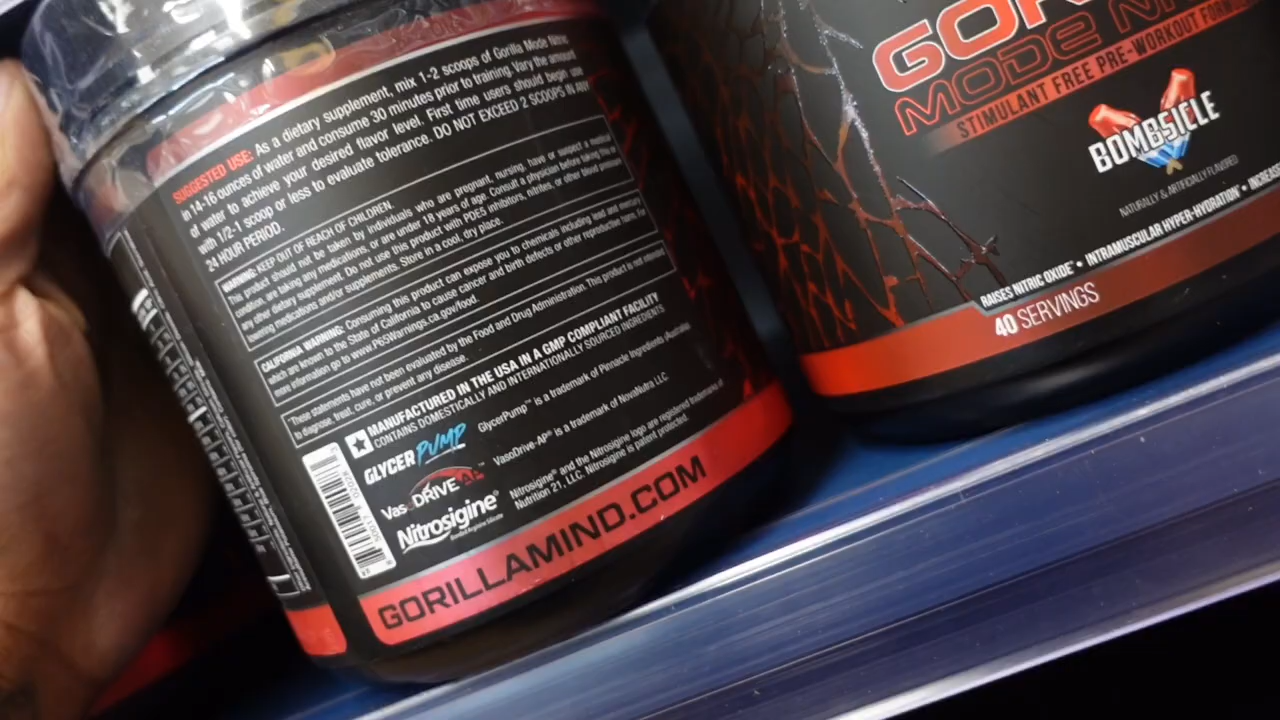 SUGGESTED USE: As a dietary supplement, mix 1-2 scoops of Gorilla Mode Nitric
in 14-16 ounces of water and consume 30 minutes prior to training. Vary the amount
of water to achieve your desired flavor level. First time users should begin use
with 1/2-1 scoop or less to evaluate tolerance. DO NOT EXCEED 2 SCOOPS IN ANY
24 HOUR PERIOD.
WARNING: KEEP OUT OF REACH OF CHILDREN.
This product should not be taken by individuals who are pregnant, nursing, have or suspect a medical
condition, are taking any medications, or are under 18 years of age. Consult a physician before taking this or
any other dietary supplement. Do not use this product with PDE5 inhibitors, nitrates, or other blood pressure
lowering medications and/or supplements. Store in a cool, dry place.
CALIFORNIA WARNING: Consuming this product can expose you to chemicals including lead and mercury
which are known to the State of California to cause cancer and birth defects or other reproductive harm. For
more information go to www.P65Warnings.ca.gov/food.
*These statements have not been evaluated by the Food and Drug Administration. This product is not intended
to diagnose, treat, cure, or prevent any disease.
MANUFACTURED IN THE USA IN A GMP COMPLIANT FACILITY
CONTAINS DOMESTICALLY AND INTERNATIONALLY SOURCED INGREDIENTS
GLYCERPUMP GlycerPump™ is a trademark of Pinnacle Ingredients Australia.
VasoDRIVE-AP™ VasoDrive-AP® is a trademark of NovaNutra LLC.
Nitrosigine® Nitrosigine® and the Nitrosigine logo are registered trademarks of
Nutrition 21, LLC. Nitrosigine is patent protected.
GORILLAMIND.COM
MODE
STIMULANT FREE PRE-WORKOUT FORMULA
BOMBSICLE
NATURALLY & ARTIFICIALLY FLAVORED
RAISES NITRIC OXIDE* • INTRAMUSCULAR HYPER-HYDRATION •
40 SERVINGS